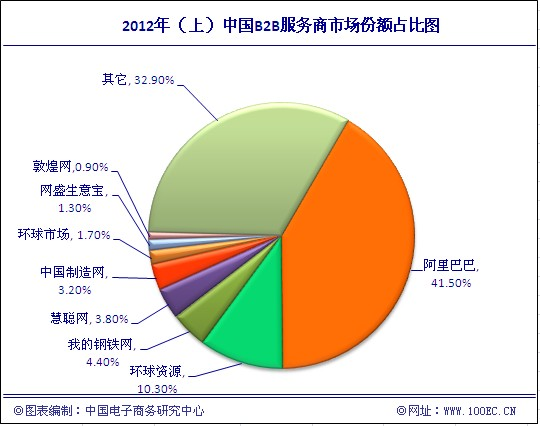 2012年（上）中国B2B服务商市场份额占比图
其它, 32.90%
敦煌网,0.90%
网盛生意宝,
1.30%
环球市场, 1.70%
中国制造网,
3.20%
慧聪网, 3.80%
我的钢铁网,
4.40%
环球资源,
10.30%
阿里巴巴,
41.50%
©图表编制：中国电子商务研究中心
©网址：www.100EC.CN